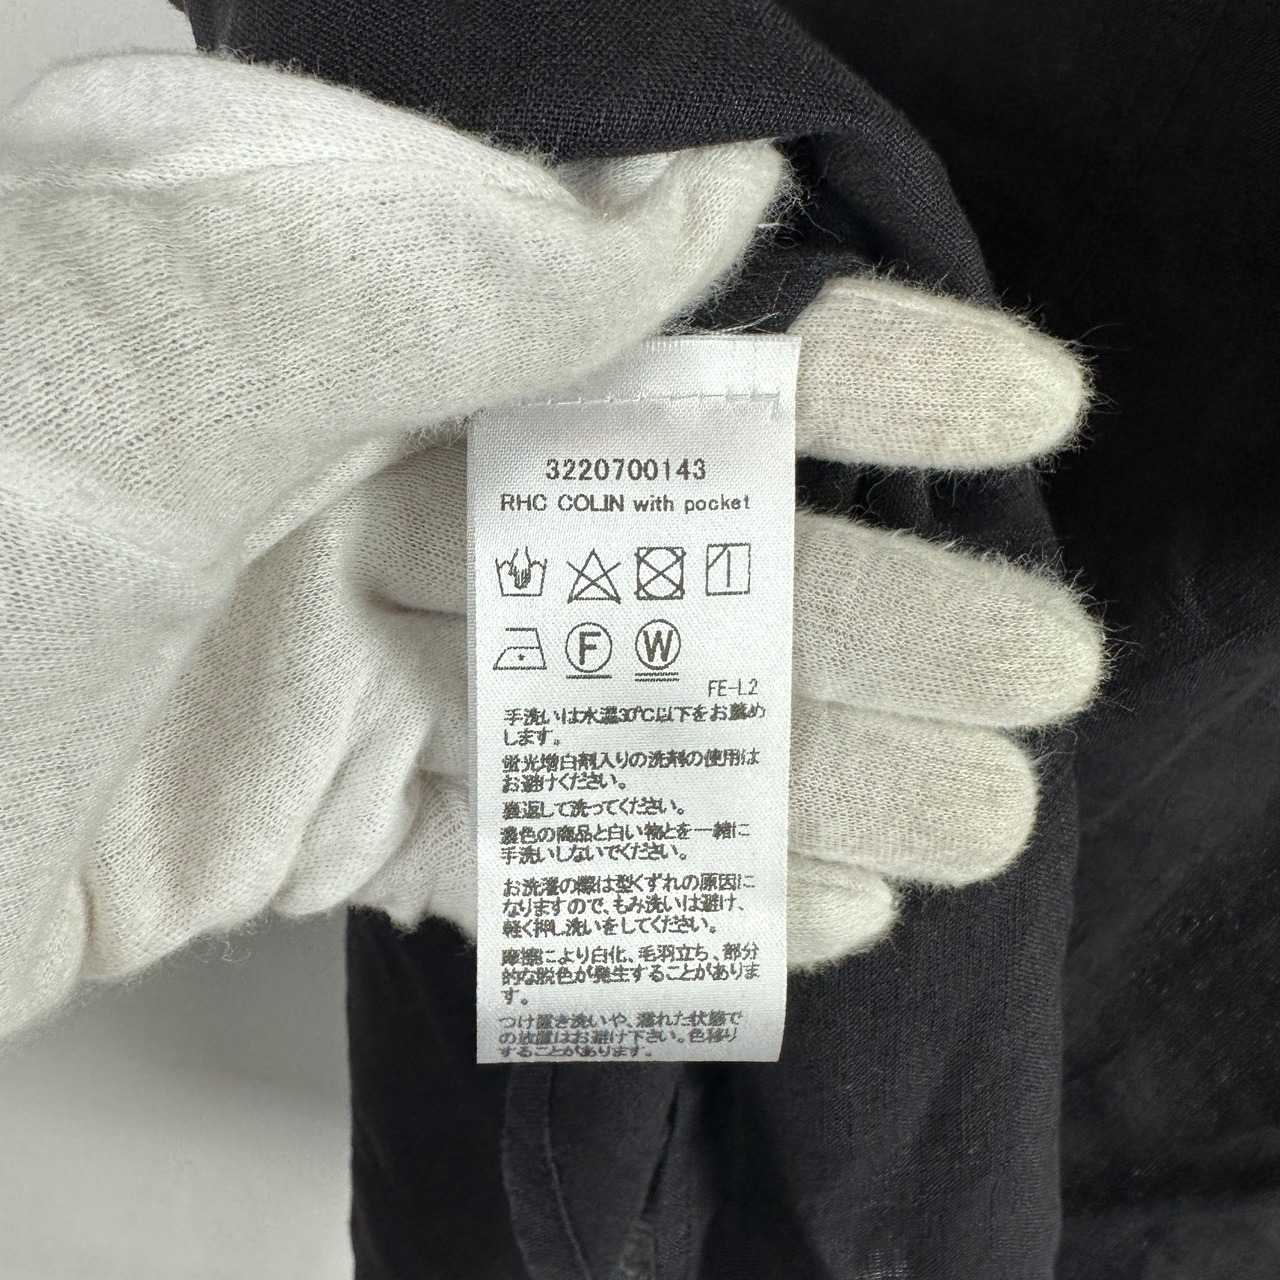 3220700143
RHC COLIN with pocket
F W
FE-L2
手洗いは水温30℃以下をお薦め
します。
蛍光増白剤入りの洗剤の使用は
お避けください。
裏返して洗ってください。
濃色の商品と白い物とを一緒に
手洗いしないでください。
お洗濯の際は型くずれの原因に
なりますので、もみ洗いは避け、
軽く押し洗いをしてください。
摩擦により白化、毛羽立ち、部分
的な脱色が発生することがありま
す。
つけ置き洗いや、濡れた状態で
の放置はお避け下さい。色移り
することがあります。